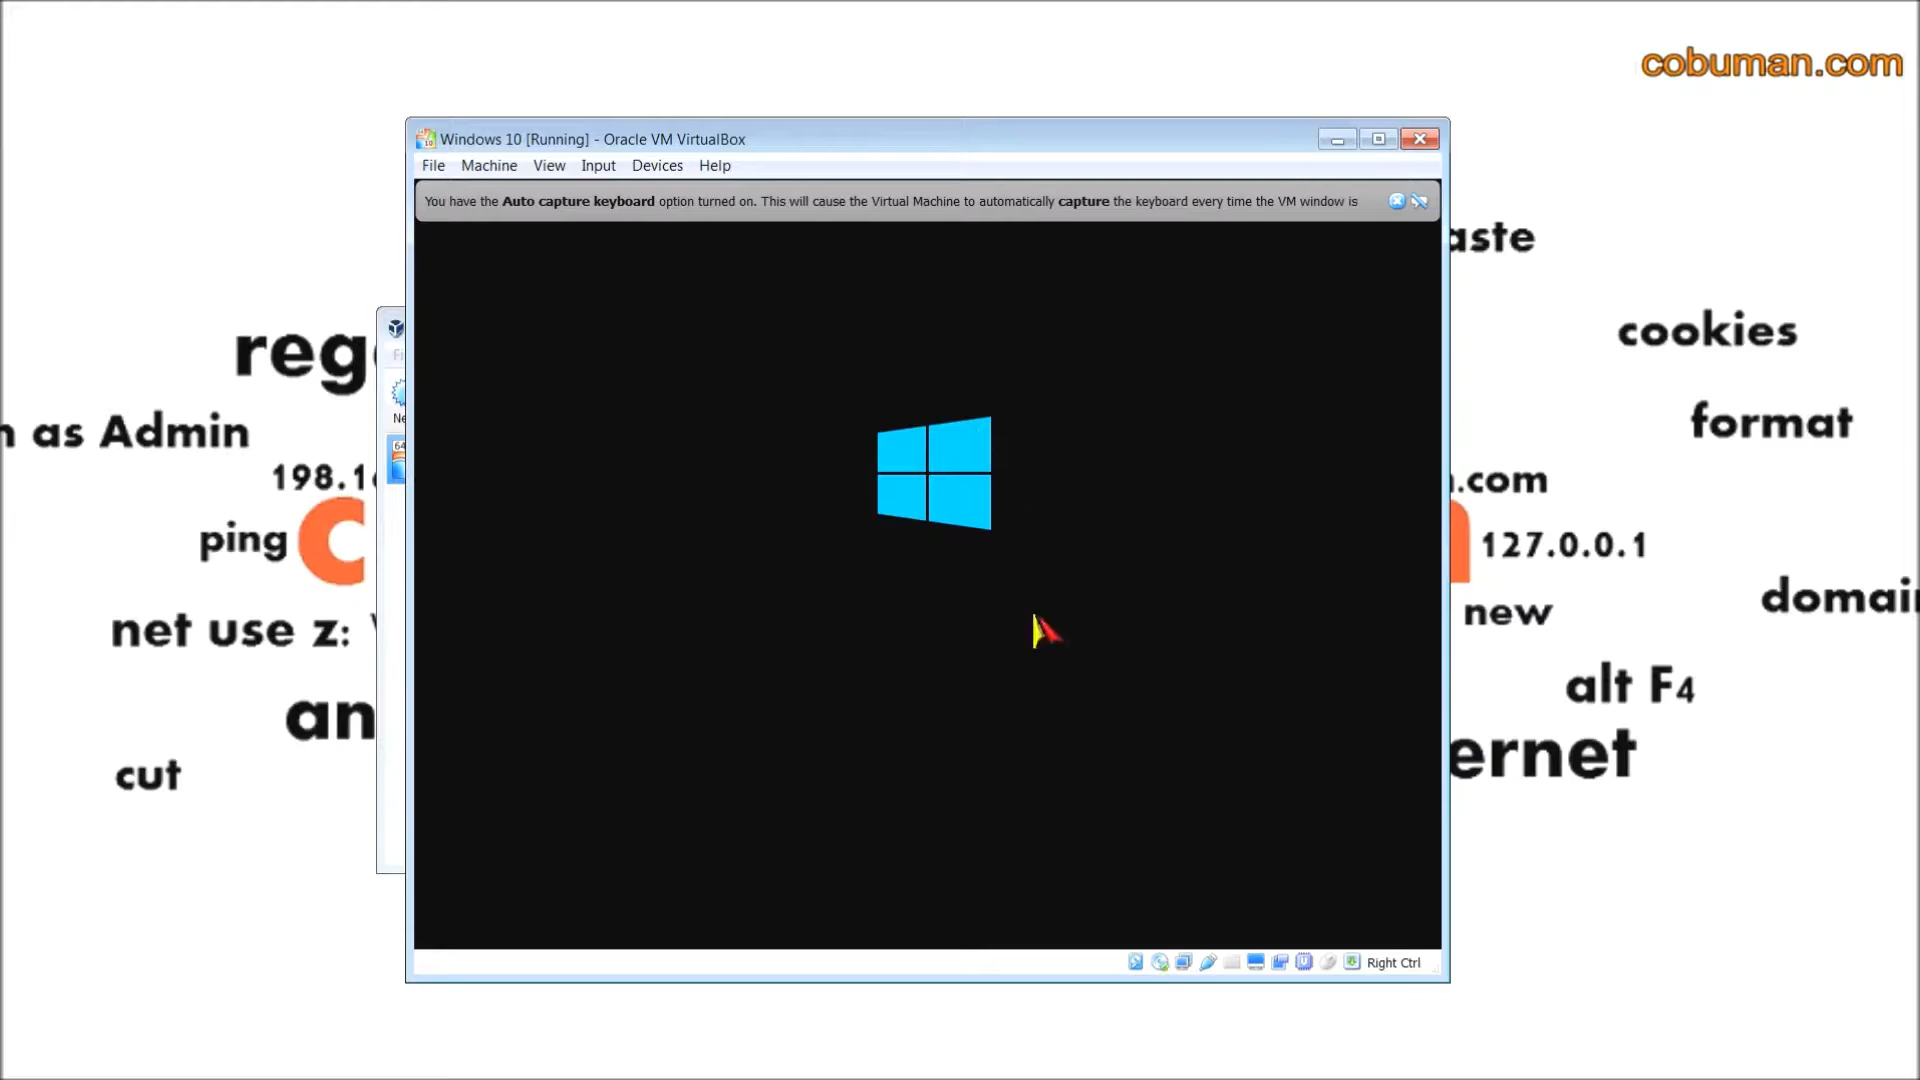 cobuman.com
Windows 10 [Running] - Oracle VM VirtualBox
File Machine View Input Devices Help
You have the Auto capture keyboard option turned on. This will cause the Virtual Machine to automatically capture the keyboard every time the VM window is
aste
cookies
reg
format
n as Admin
198.1
.com
ping
127.0.0.1
new
domain
net use z:
alt F4
an
ernet
cut
64
Right Ctrl